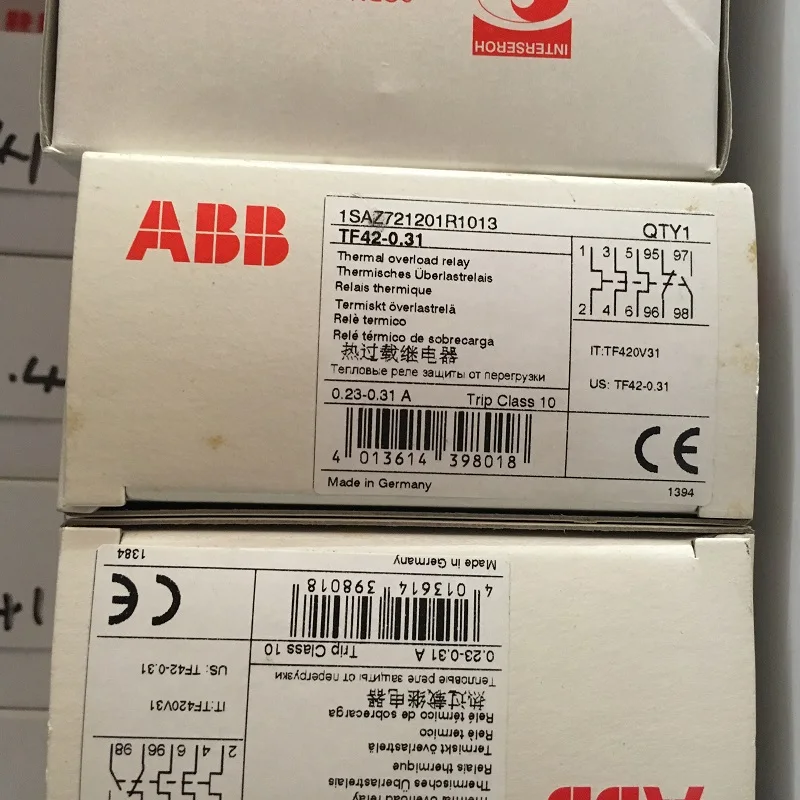 INTERSEROH
ABB
1SAZ721201R1013
QTY1
TF42-0.31
Thermal overload relay
Thermisches Überlastrelais
Relais thermique
Termiskt överlastrelä
Relè termico
Relé térmico de sobrecarga
热过载继电器
Тепловые реле защиты от перегрузки
0.23-0.31 A
Trip Class 10
1 3 5 95 97
2 4 6 96 98
IT:TF420V31
US: TF42-0.31
CE
4 013614 398018
Made in Germany
1394
Made in Germany
1384
4 013614 398018
CE
0.23-0.31 A
Trip Class 10
Тепловые реле защиты от перегрузки
US: TF42-0.31
热过载继电器
IT:TF420V31
Relé térmico de sobrecarga
Relè termico
Termiskt överlastrelä
2 4 6 96 98
Relais thermique
Thermisches Überlastrelais
Thermal overload relay
ABB